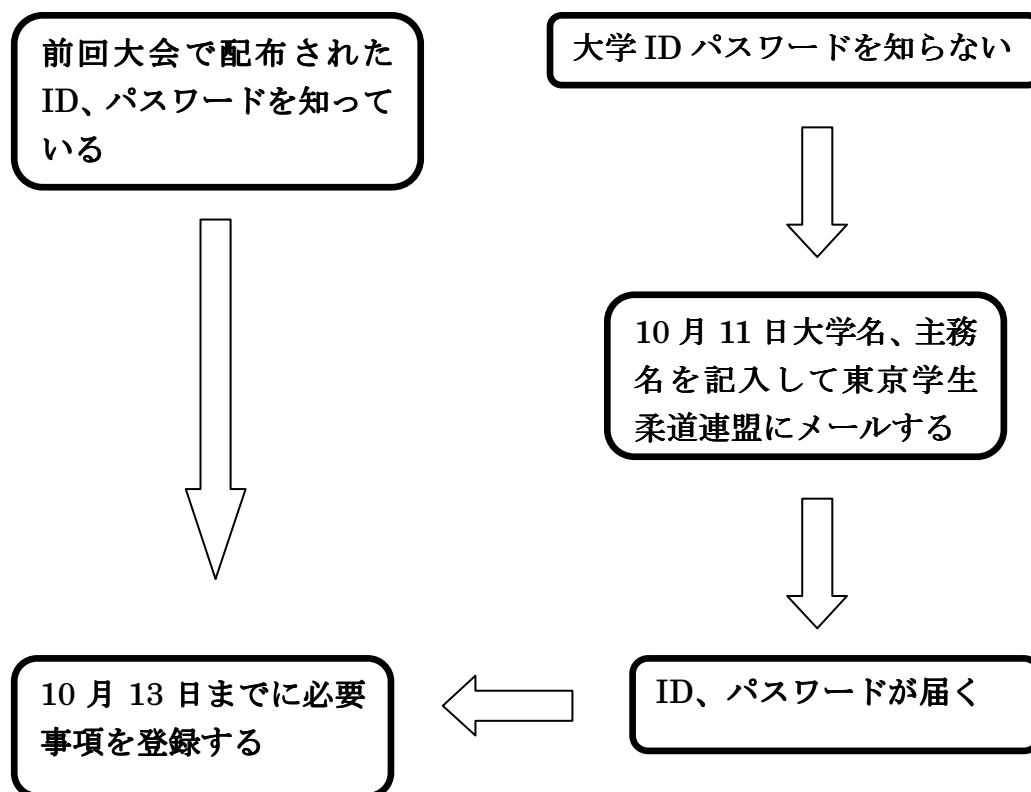 前回大会で配布された
ID、パスワードを知って
いる
大学 ID パスワードを知らない
10 月 11 日大学名、主務
名を記入して東京学生
柔道連盟にメールする
10 月 13 日までに必要
事項を登録する
ID、パスワードが届く